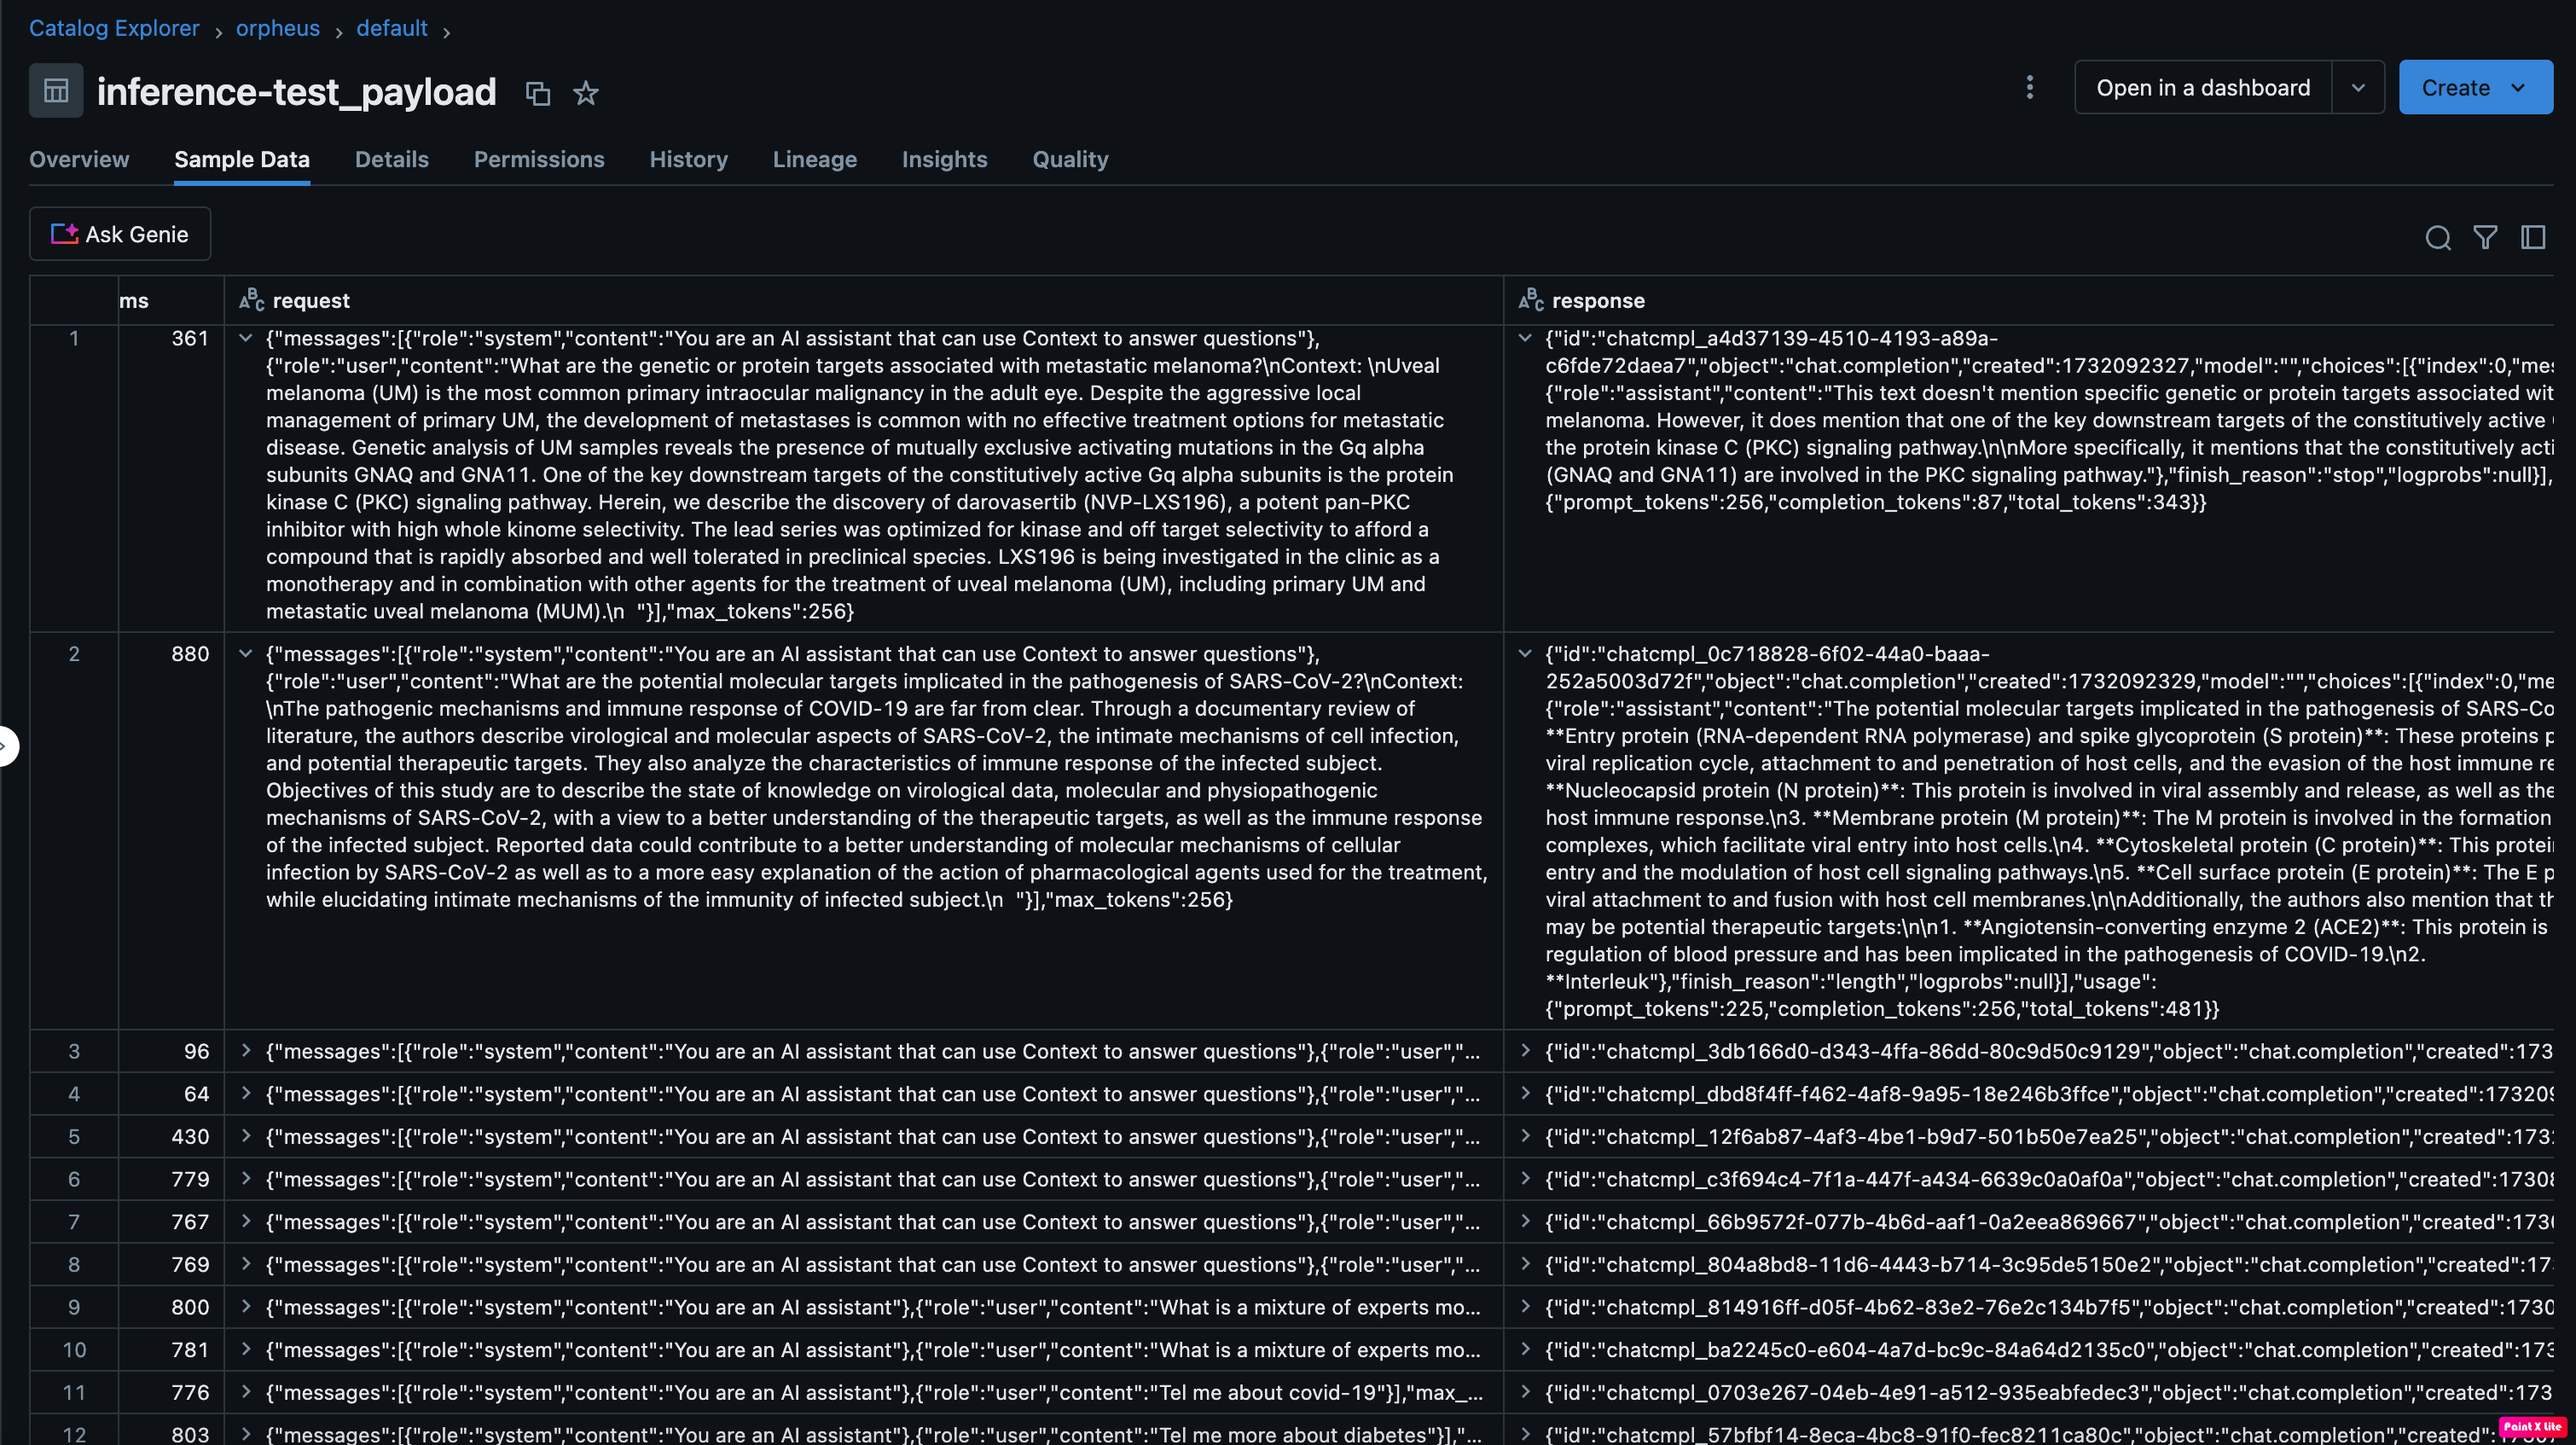 Catalog Explorer > orpheus > default >
inference-test_payload
Open in a dashboard
Create
Overview Sample Data Details Permissions History Lineage Insights Quality
Ask Genie
ms request response
1 361 {"messages":[{"role":"system","content":"You are an AI assistant that can use Context to answer questions"},
{"role":"user","content":"What are the genetic or protein targets associated with metastatic melanoma?\nContext: \nUveal
melanoma (UM) is the most common primary intraocular malignancy in the adult eye. Despite the aggressive local
management of primary UM, the development of metastases is common with no effective treatment options for metastatic
disease. Genetic analysis of UM samples reveals the presence of mutually exclusive activating mutations in the Gq alpha
subunits GNAQ and GNA11. One of the key downstream targets of the constitutively active Gq alpha subunits is the protein
kinase C (PKC) signaling pathway. Herein, we describe the discovery of darovasertib (NVP-LXS196), a potent pan-PKC
inhibitor with high whole kinome selectivity. The lead series was optimized for kinase and off target selectivity to afford a
compound that is rapidly absorbed and well tolerated in preclinical species. LXS196 is being investigated in the clinic as a
monotherapy and in combination with other agents for the treatment of uveal melanoma (UM), including primary UM and
metastatic uveal melanoma (MUM).\n  "}],"max_tokens":256}
{"id":"chatcmpl_a4d37139-4510-4193-a89a-
c6fde72daea7","object":"chat.completion","created":1732092327,"model":"","choices":[{"index":0,"mes
{"role":"assistant","content":"This text doesn't mention specific genetic or protein targets associated wit
melanoma. However, it does mention that one of the key downstream targets of the constitutively active
the protein kinase C (PKC) signaling pathway.\n\nMore specifically, it mentions that the constitutively acti
(GNAQ and GNA11) are involved in the PKC signaling pathway."},"finish_reason":"stop","logprobs":null}],
{"prompt_tokens":256,"completion_tokens":87,"total_tokens":343}}
2 880 {"messages":[{"role":"system","content":"You are an AI assistant that can use Context to answer questions"},
{"role":"user","content":"What are the potential molecular targets implicated in the pathogenesis of SARS-CoV-2?\nContext:
\nThe pathogenic mechanisms and immune response of COVID-19 are far from clear. Through a documentary review of
literature, the authors describe virological and molecular aspects of SARS-CoV-2, the intimate mechanisms of cell infection,
and potential therapeutic targets. They also analyze the characteristics of immune response of the infected subject.
Objectives of this study are to describe the state of knowledge on virological data, molecular and physiopathogenic
mechanisms of SARS-CoV-2, with a view to a better understanding of the therapeutic targets, as well as the immune response
of the infected subject. Reported data could contribute to a better understanding of molecular mechanisms of cellular
infection by SARS-CoV-2 as well as to a more easy explanation of the action of pharmacological agents used for the treatment,
while elucidating intimate mechanisms of the immunity of infected subject.\n  "}],"max_tokens":256}
{"id":"chatcmpl_0c718828-6f02-44a0-baaa-
252a5003d72f","object":"chat.completion","created":1732092329,"model":"","choices":[{"index":0,"me
{"role":"assistant","content":"The potential molecular targets implicated in the pathogenesis of SARS-Co
**Entry protein (RNA-dependent RNA polymerase) and spike glycoprotein (S protein)**: These proteins p
viral replication cycle, attachment to and penetration of host cells, and the evasion of the host immune re
**Nucleocapsid protein (N protein)**: This protein is involved in viral assembly and release, as well as the
host immune response.\n3. **Membrane protein (M protein)**: The M protein is involved in the formation
complexes, which facilitate viral entry into host cells.\n4. **Cytoskeletal protein (C protein)**: This protei
entry and the modulation of host cell signaling pathways.\n5. **Cell surface protein (E protein)**: The E p
viral attachment to and fusion with host cell membranes.\n\nAdditionally, the authors also mention that th
may be potential therapeutic targets:\n\n1. **Angiotensin-converting enzyme 2 (ACE2)**: This protein is
regulation of blood pressure and has been implicated in the pathogenesis of COVID-19.\n2.
**Interleuk"},"finish_reason":"length","logprobs":null}],"usage":
{"prompt_tokens":225,"completion_tokens":256,"total_tokens":481}}
3 96 {"messages":[{"role":"system","content":"You are an AI assistant that can use Context to answer questions"},{"role":"user","... {"id":"chatcmpl_3db166d0-d343-4ffa-86dd-80c9d50c9129","object":"chat.completion","created":173
4 64 {"messages":[{"role":"system","content":"You are an AI assistant that can use Context to answer questions"},{"role":"user","... {"id":"chatcmpl_dbd8f4ff-f462-4af8-9a95-18e246b3ffce","object":"chat.completion","created":173209
5 430 {"messages":[{"role":"system","content":"You are an AI assistant that can use Context to answer questions"},{"role":"user","... {"id":"chatcmpl_12f6ab87-4af3-4be1-b9d7-501b50e7ea25","object":"chat.completion","created":1732
6 779 {"messages":[{"role":"system","content":"You are an AI assistant that can use Context to answer questions"},{"role":"user","... {"id":"chatcmpl_c3f694c4-7f1a-447f-a434-6639c0a0af0a","object":"chat.completion","created":17308
7 767 {"messages":[{"role":"system","content":"You are an AI assistant that can use Context to answer questions"},{"role":"user","... {"id":"chatcmpl_66b9572f-077b-4b6d-aaf1-0a2eea869667","object":"chat.completion","created":1730
8 769 {"messages":[{"role":"system","content":"You are an AI assistant that can use Context to answer questions"},{"role":"user","... {"id":"chatcmpl_804a8bd8-11d6-4443-b714-3c95de5150e2","object":"chat.completion","created":173
9 800 {"messages":[{"role":"system","content":"You are an AI assistant"},{"role":"user","content":"What is a mixture of experts mo... {"id":"chatcmpl_814916ff-d05f-4b62-83e2-76e2c134b7f5","object":"chat.completion","created":1730
10 781 {"messages":[{"role":"system","content":"You are an AI assistant"},{"role":"user","content":"What is a mixture of experts mo... {"id":"chatcmpl_ba2245c0-e604-4a7d-bc9c-84a64d2135c0","object":"chat.completion","created":173
11 776 {"messages":[{"role":"system","content":"You are an AI assistant"},{"role":"user","content":"Tell me about covid-19"}],"max_... {"id":"chatcmpl_0703e267-04eb-4e91-a512-935eabfedec3","object":"chat.completion","created":173
12 803 {"messages":[{"role":"system","content":"You are an AI assistant"},{"role":"user","content":"Tell me more about diabetes"}],"... {"id":"chatcmpl_57bfbf14-8eca-4bc8-91f0-fec8211ca80c","object":"chat.completion","created":
Paint X lite